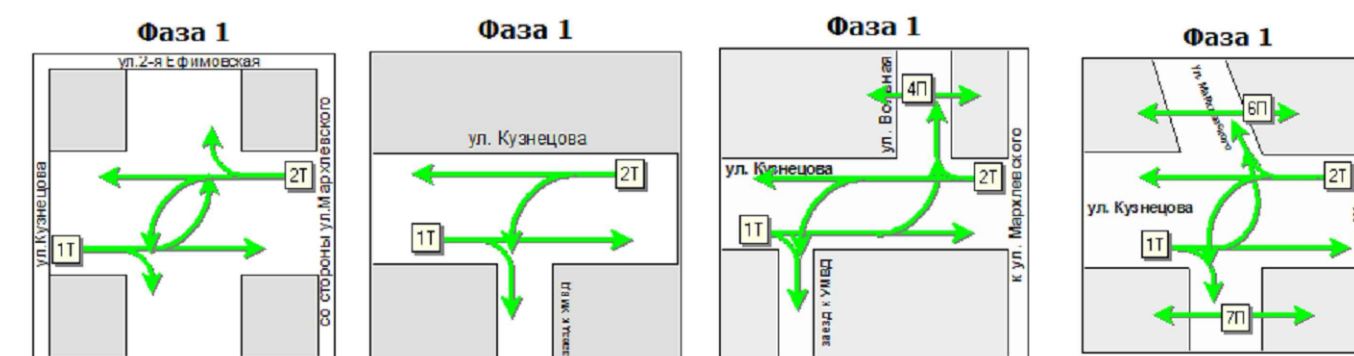 Фаза 1
ул.2-я Ефимовская
ул.Кузнецова
со стороны ул.Мархлевского
2Т
1Т
Фаза 1
ул. Кузнецова
2Т
1Т
заезд к УМВД
Фаза 1
ул. Вольная
4П
ул. Кузнецова
2Т
1Т
к ул. Мархлевского
заезд к УМВД
Фаза 1
ул. Мархлевского
6П
2Т
ул. Кузнецова
1Т
7П